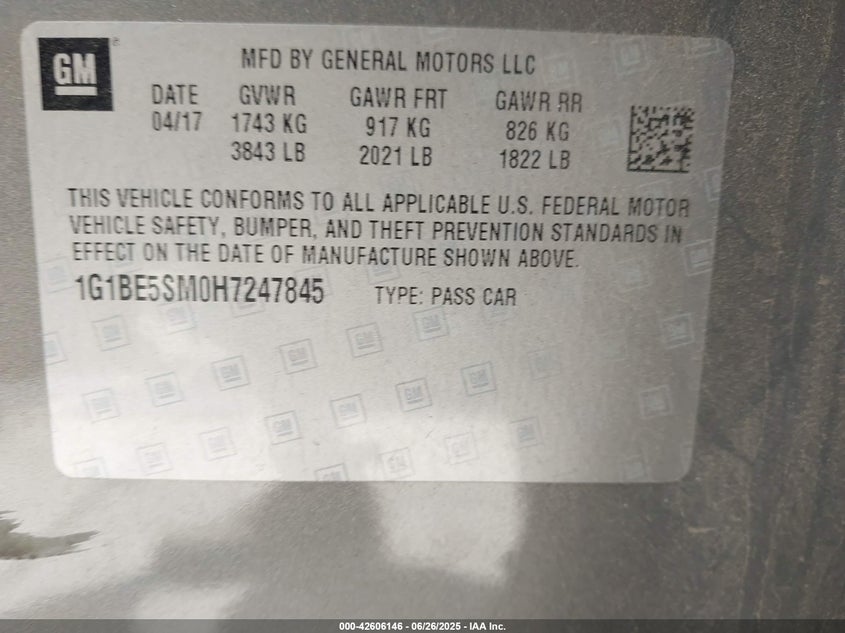 GM
MFD BY GENERAL MOTORS LLC
DATE GVWR GAWR FRT GAWR RR
04/17 1743 KG 917 KG 826 KG
3843 LB 2021 LB 1822 LB
THIS VEHICLE CONFORMS TO ALL APPLICABLE U.S. FEDERAL MOTOR
VEHICLE SAFETY, BUMPER, AND THEFT PREVENTION STANDARDS IN
EFFECT ON THE DATE OF MANUFACTURE SHOWN ABOVE.
1G1BE5SM0H7247845 TYPE: PASS CAR
000-42606146 - 06/26/2025 - IAA Inc.